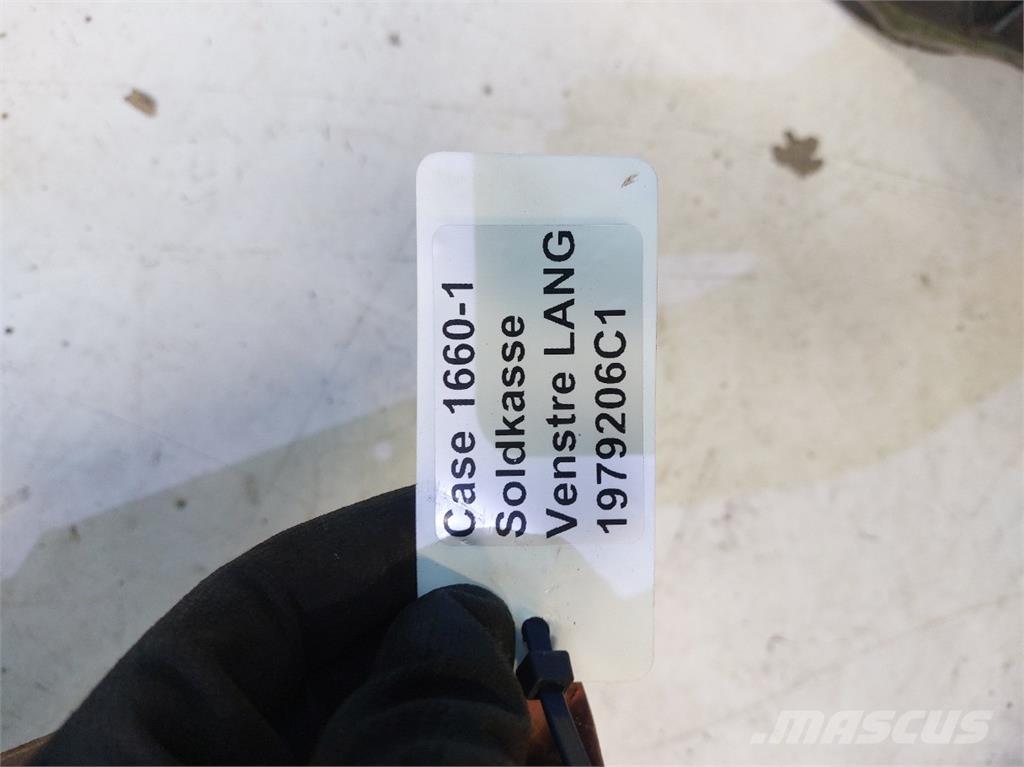 Case 1660-1
Soldkasse
Venstre LANG
1979206C1
MASCUS